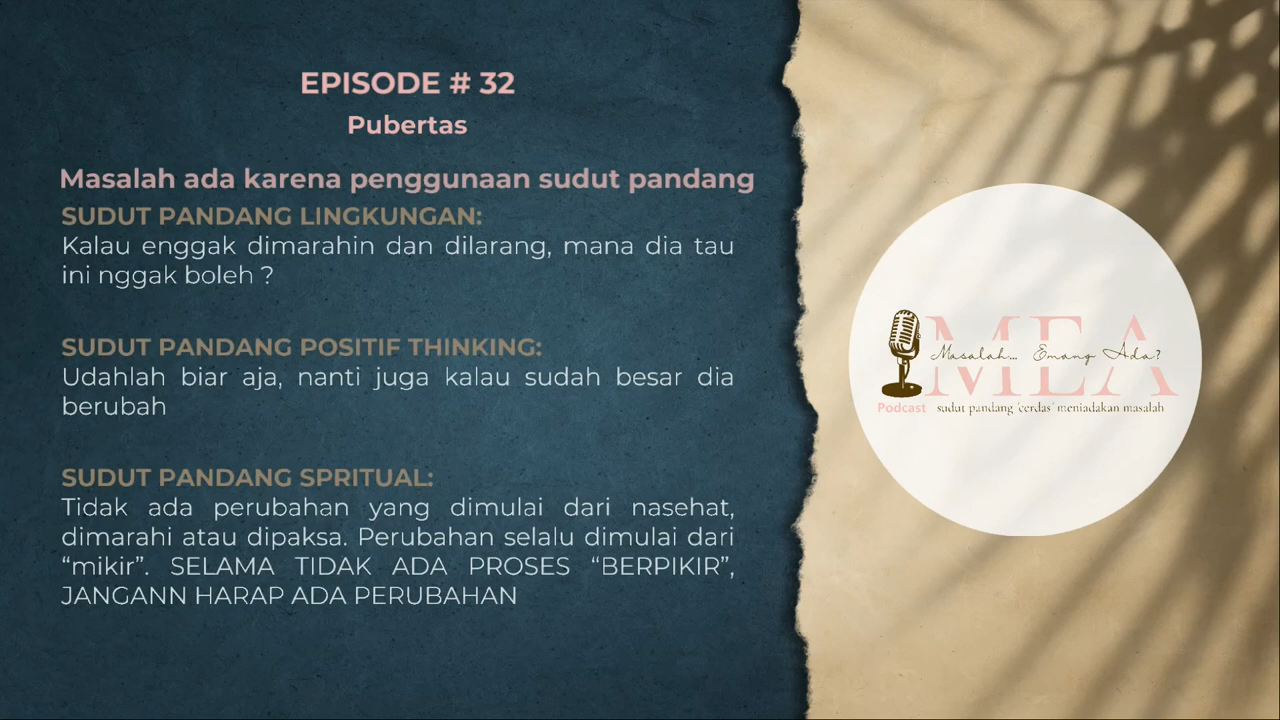 EPISODE # 32
Pubertas
Masalah ada karena penggunaan sudut pandang
SUDUT PANDANG LINGKUNGAN:
Kalau enggak dimarahin dan dilarang, mana dia tau
ini nggak boleh ?
SUDUT PANDANG POSITIF THINKING:
Udahlah biar aja, nanti juga kalau sudah besar dia
berubah
SUDUT PANDANG SPRITUAL:
Tidak ada perubahan yang dimulai dari nasehat,
dimarahi atau dipaksa. Perubahan selalu dimulai dari
“mikir”. SELAMA TIDAK ADA PROSES “BERPIKIR”,
JANGANN HARAP ADA PERUBAHAN
MEA
Masalah... Emang Ada?
Podcast sudut pandang 'cerdas' meniadakan masalah